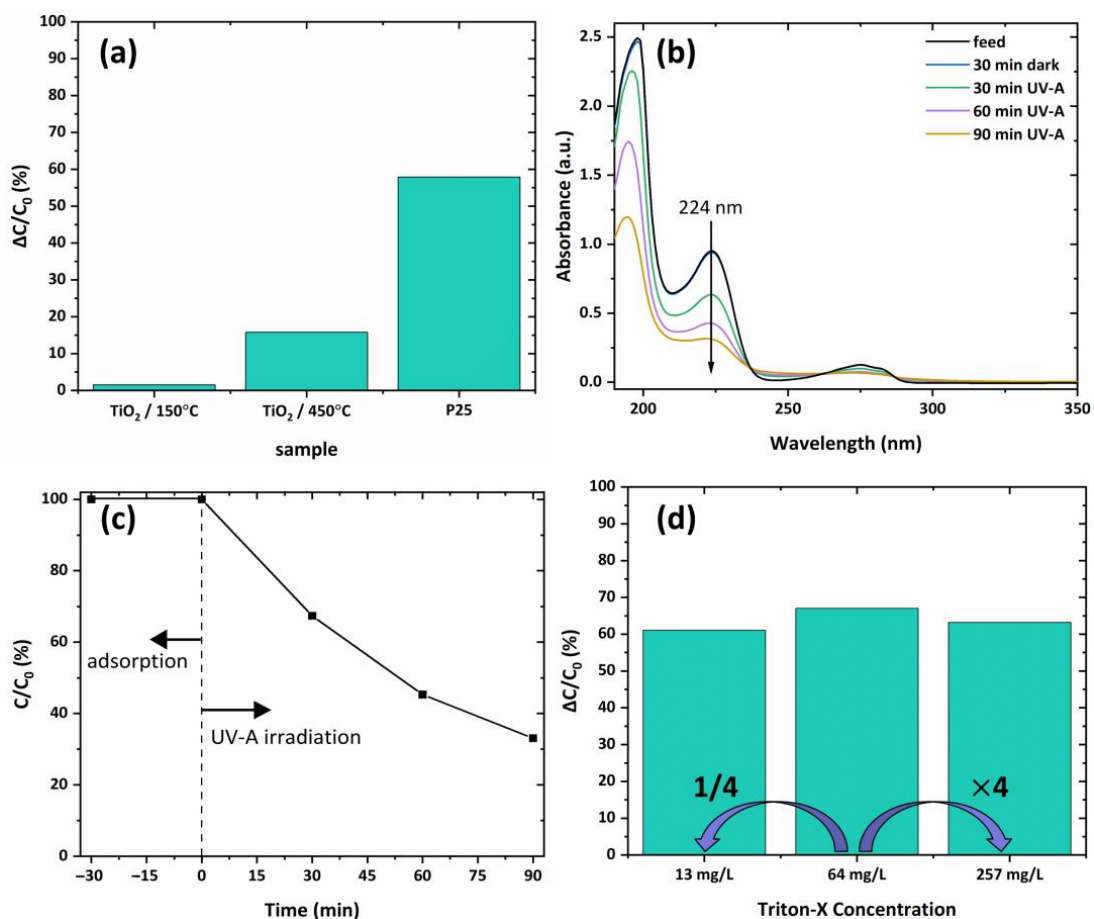 (a)
100
90
80
70
60
50
40
30
20
10
0
ΔC/C₀ (%)
TiO₂ / 150°C TiO₂ / 450°C P25
sample
(b)
feed
30 min dark
30 min UV-A
60 min UV-A
90 min UV-A
224 nm
2.5
2.0
1.5
1.0
0.5
0.0
Absorbance (a.u.)
200 250 300 350
Wavelength (nm)
(c)
100
80
60
40
20
0
C/C₀ (%)
adsorption
UV-A irradiation
−30 −15 0 15 30 45 60 75 90
Time (min)
(d)
100
90
80
70
60
50
40
30
20
10
0
ΔC/C₀ (%)
1/4 ×4
13 mg/L 64 mg/L 257 mg/L
Triton-X Concentration